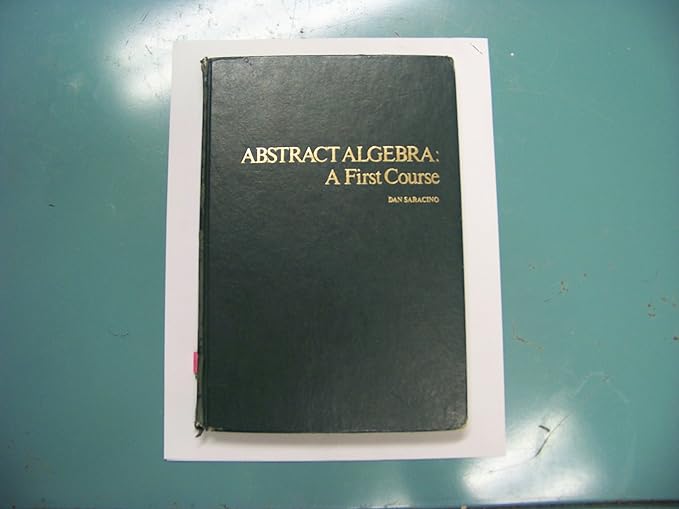 ABSTRACT ALGEBRA:
A First Course
DAN SARACINO